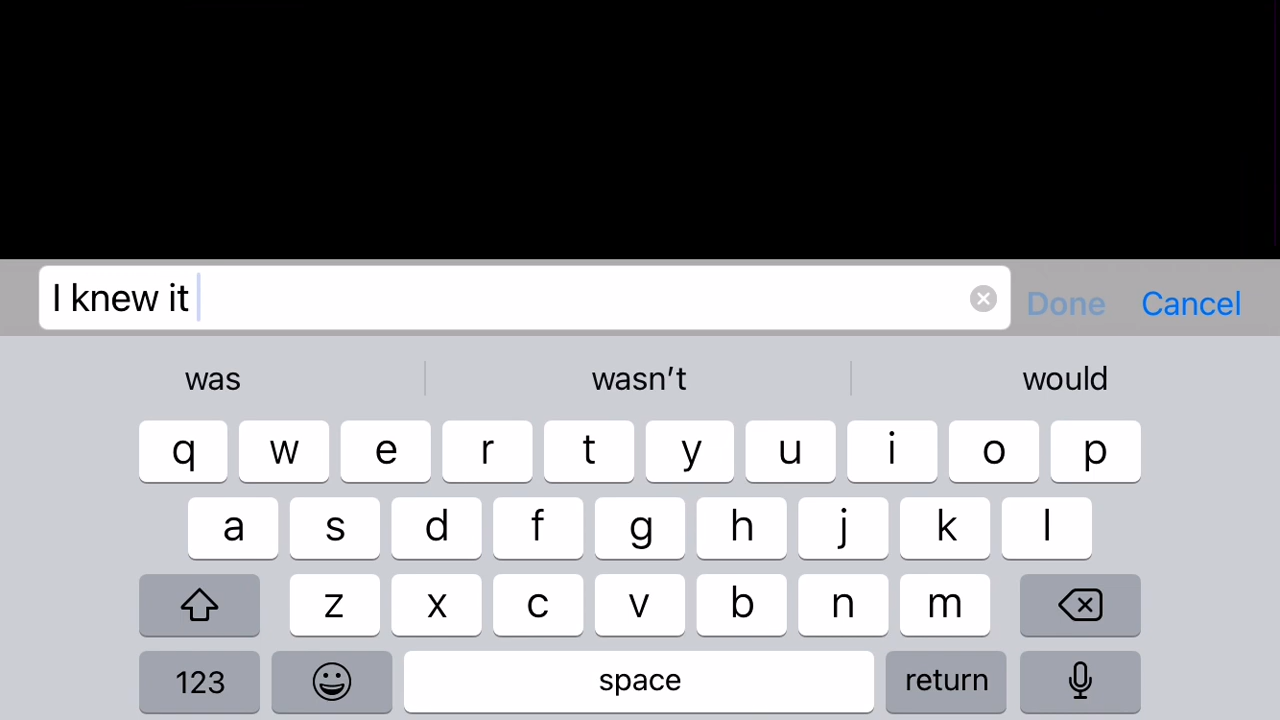 I knew it
Done Cancel
was wasn't would
q w e r t y u i o p
a s d f g h j k l
z x c v b n m
123 space return